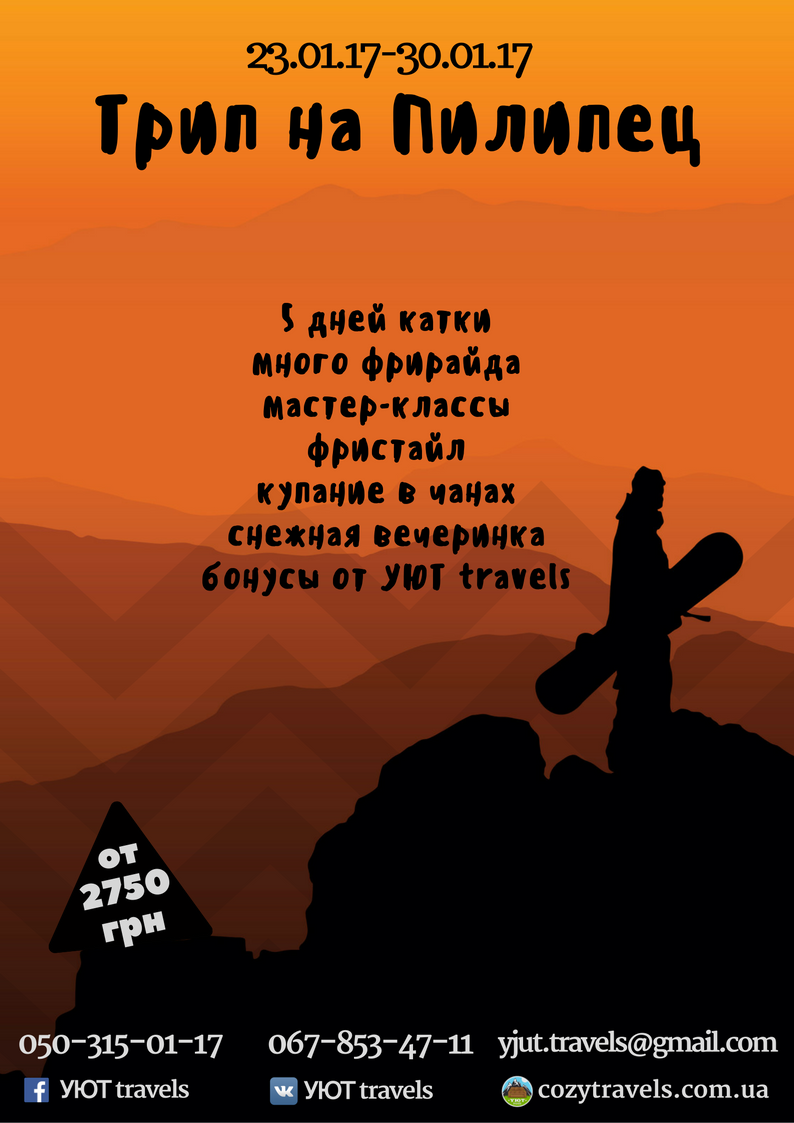 23.01.17-30.01.17
Трип на Пилипец
5 дней катки
много фрирайда
мастер-классы
фристайл
купание в чанах
снежная вечеринка
бонусы от УЮТ travels
от
2750
грн
050-315-01-17 067-853-47-11 yjut.travels@gmail.com
УЮТ travels УЮТ travels cozytravels.com.ua